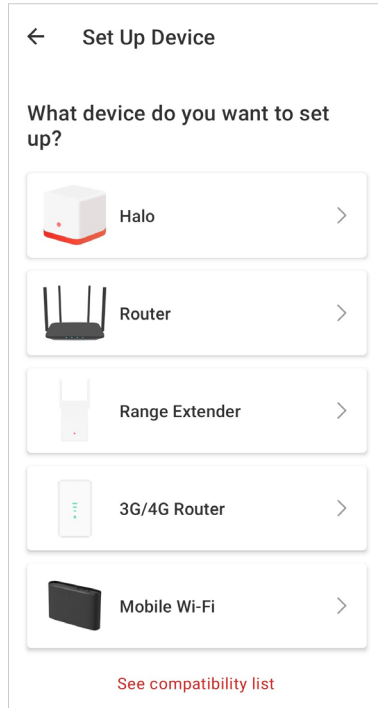 Set Up Device
What device do you want to set
up?
Halo
Router
Range Extender
3G/4G Router
Mobile Wi-Fi
See compatibility list